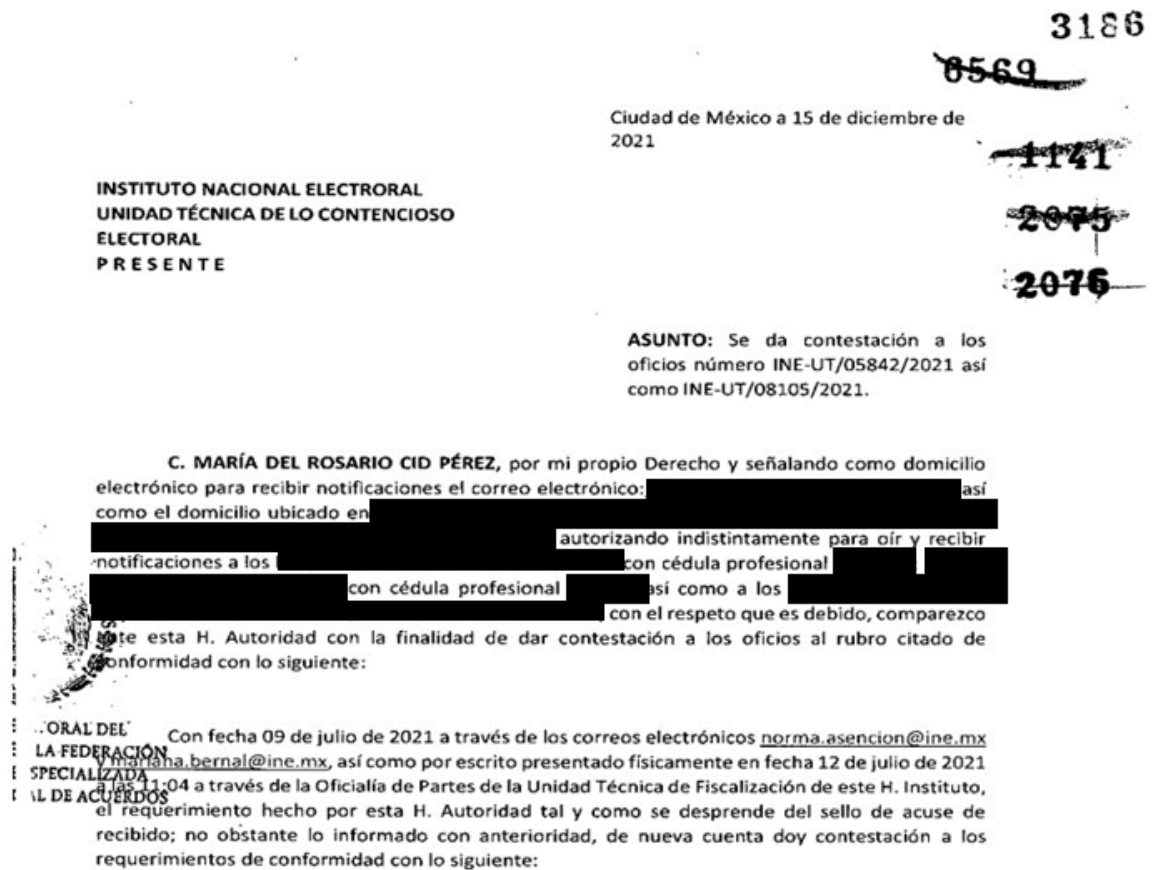 3186
6569
Ciudad de México a 15 de diciembre de
2021
1141
INSTITUTO NACIONAL ELECTRORAL
UNIDAD TÉCNICA DE LO CONTENCIOSO
2075
ELECTORAL
P R E S E N T E
2076
ASUNTO: Se da contestación a los
oficios número INE-UT/05842/2021 así
como INE-UT/08105/2021.
C. MARÍA DEL ROSARIO CID PÉREZ, por mi propio Derecho y señalando como domicilio
electrónico para recibir notificaciones el correo electrónico: así
como el domicilio ubicado en
autorizando indistintamente para oír y recibir
notificaciones a los con cédula profesional
con cédula profesional así como a los
, con el respeto que es debido, comparezco
ante esta H. Autoridad con la finalidad de dar contestación a los oficios al rubro citado de
conformidad con lo siguiente:
ORAL DEL
LA FEDERACIÓN
SPECIALIZADA
AL DE ACUERDOS
Con fecha 09 de julio de 2021 a través de los correos electrónicos norma.asencion@ine.mx
y mariaha.bernal@ine.mx, así como por escrito presentado físicamente en fecha 12 de julio de 2021
a las 11:04 a través de la Oficialía de Partes de la Unidad Técnica de Fiscalización de este H. Instituto,
el requerimiento hecho por esta H. Autoridad tal y como se desprende del sello de acuse de
recibido; no obstante lo informado con anterioridad, de nueva cuenta doy contestación a los
requerimientos de conformidad con lo siguiente: